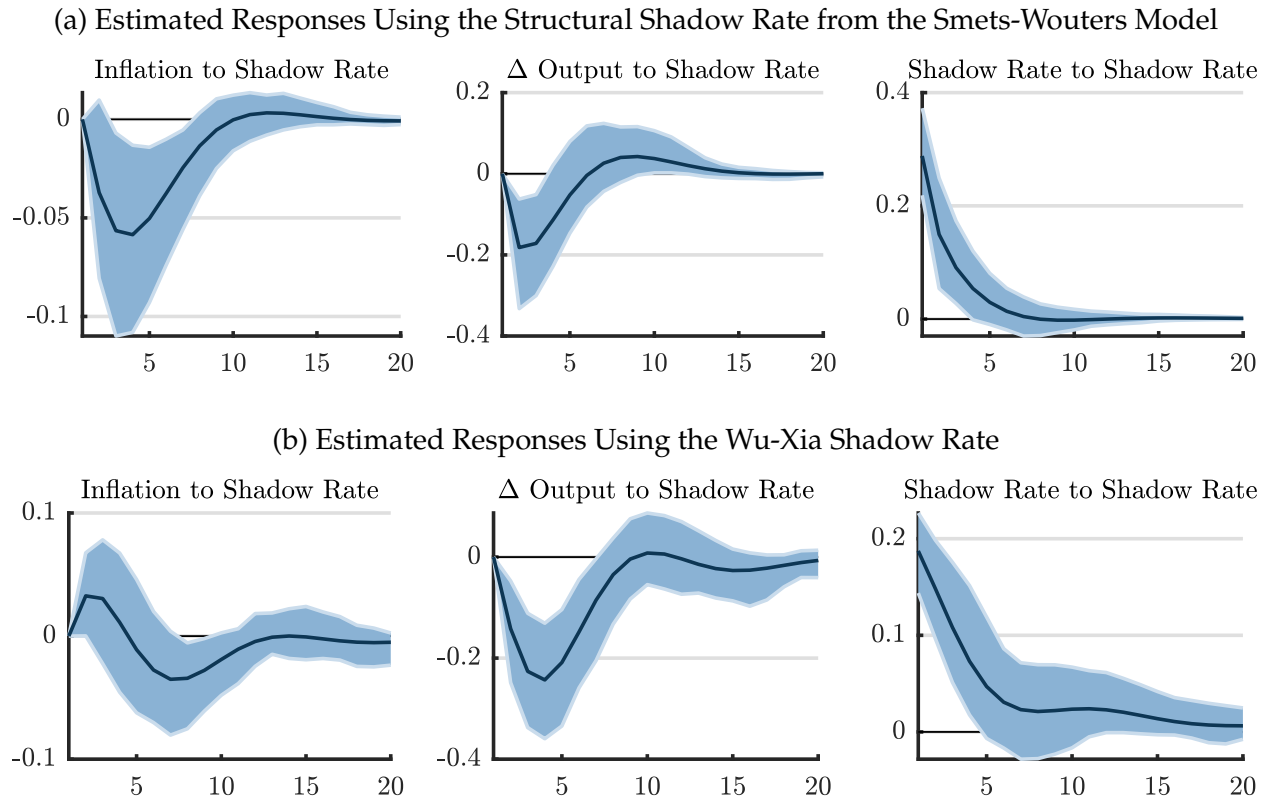 (a) Estimated Responses Using the Structural Shadow Rate from the Smets-Wouters Model
Inflation to Shadow Rate
0
-0.05
-0.1
5 10 15 20
Δ Output to Shadow Rate
0.2
0
-0.2
-0.4
5 10 15 20
Shadow Rate to Shadow Rate
0.4
0.2
0
5 10 15 20
(b) Estimated Responses Using the Wu-Xia Shadow Rate
Inflation to Shadow Rate
0.1
0
-0.1
5 10 15 20
Δ Output to Shadow Rate
0
-0.2
-0.4
5 10 15 20
Shadow Rate to Shadow Rate
0.2
0.1
0
5 10 15 20